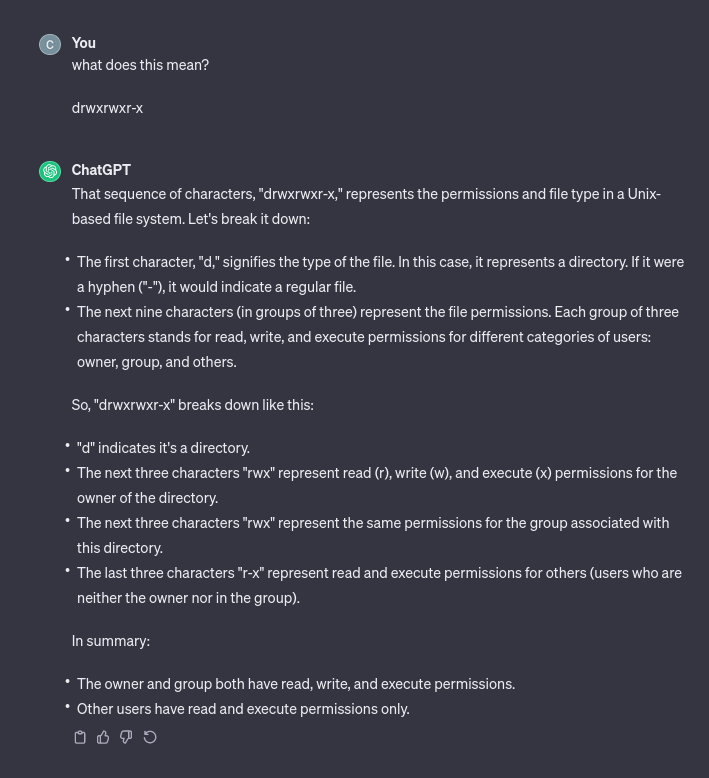 C
You
what does this mean?
drwxrwxr-x
ChatGPT
That sequence of characters, "drwxrwxr-x," represents the permissions and file type in a Unix-
based file system. Let's break it down:
• The first character, "d," signifies the type of the file. In this case, it represents a directory. If it were
a hyphen ("-"), it would indicate a regular file.
• The next nine characters (in groups of three) represent the file permissions. Each group of three
characters stands for read, write, and execute permissions for different categories of users:
owner, group, and others.
So, "drwxrwxr-x" breaks down like this:
• "d" indicates it's a directory.
• The next three characters "rwx" represent read (r), write (w), and execute (x) permissions for the
owner of the directory.
• The next three characters "rwx" represent the same permissions for the group associated with
this directory.
• The last three characters "r-x" represent read and execute permissions for others (users who are
neither the owner nor in the group).
In summary:
• The owner and group both have read, write, and execute permissions.
• Other users have read and execute permissions only.